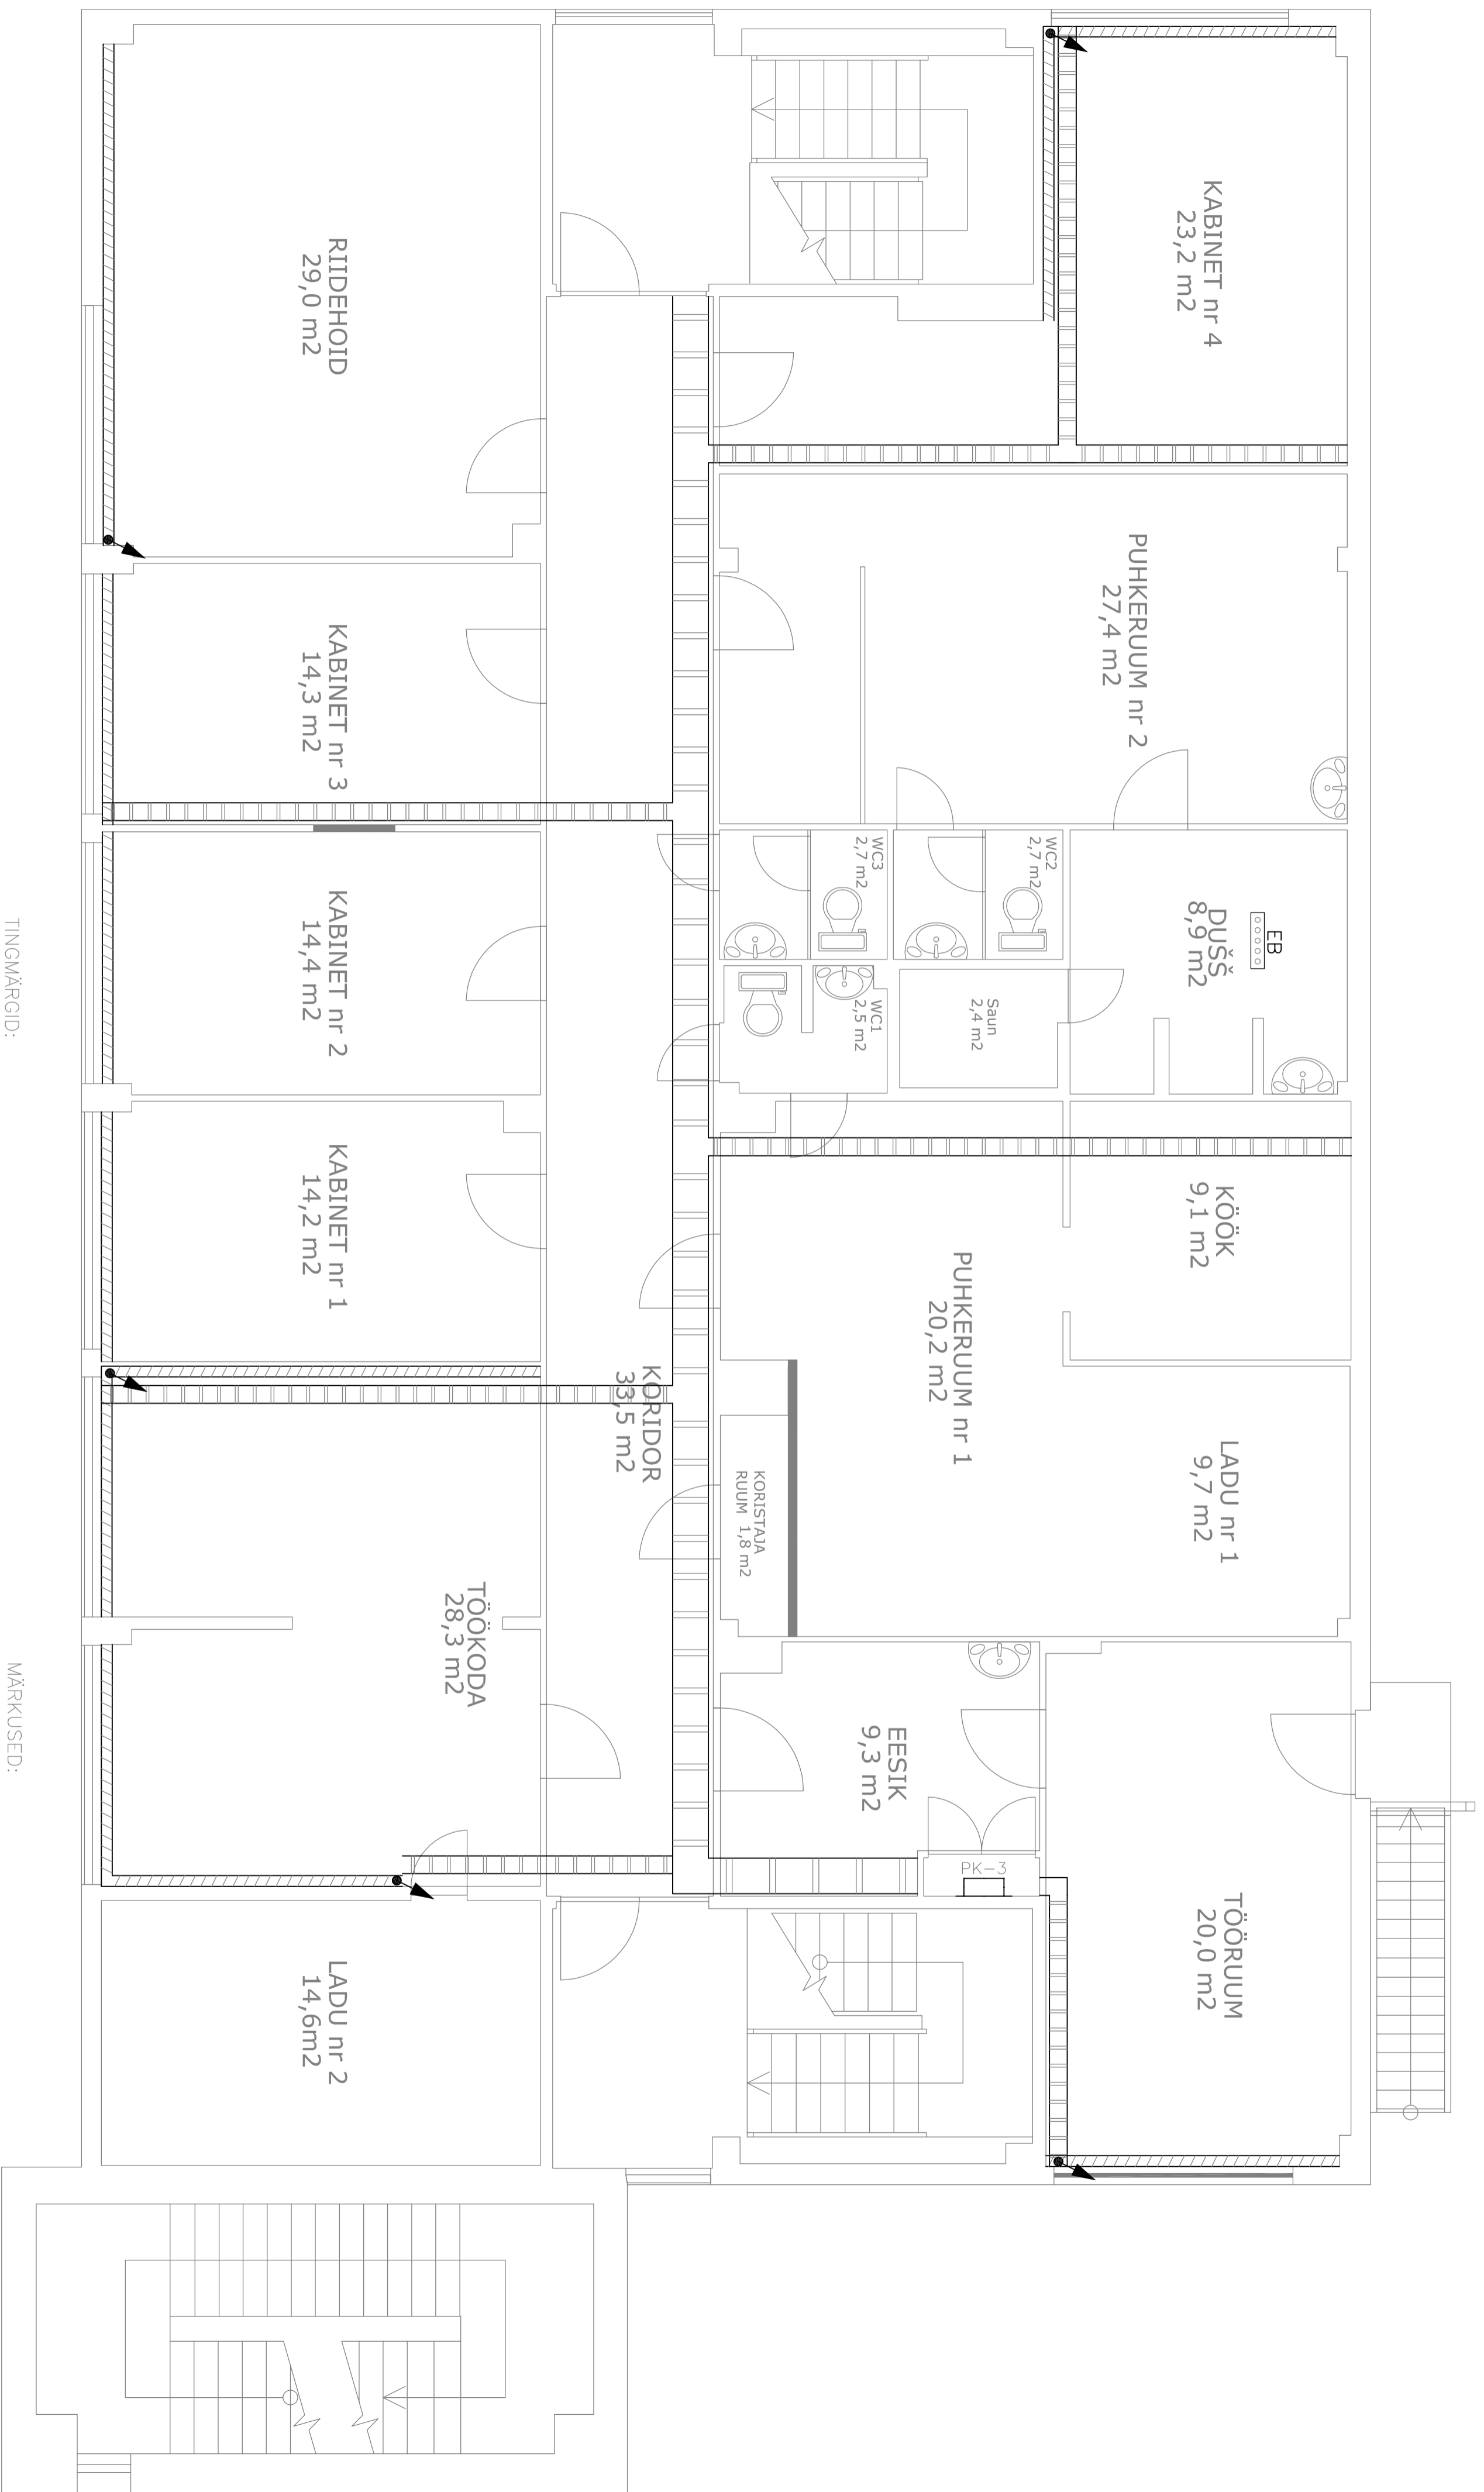 KABINET nr 4
23,2 m2
RIIDEHOID
29,0 m2
PUHKERUUM nr 2
27,4 m2
KABINET nr 3
14,3 m2
WC3
2,7 m2
WC2
2,7 m2
DUŠŠ
8,9 m2
EB
KABINET nr 2
14,4 m2
WC1
2,5 m2
Saun
2,4 m2
KABINET nr 1
14,2 m2
KÖÖK
9,1 m2
PUHKERUUM nr 1
20,2 m2
KORIDOR
33,5 m2
LADU nr 1
9,7 m2
KORISTAJA
RUUM 1,8 m2
TÖÖKODA
28,3 m2
EESIK
9,3 m2
PK-3
TÖÖRUUM
20,0 m2
LADU nr 2
14,6m2
TINGMÄRGID:
MÄRKUSED: